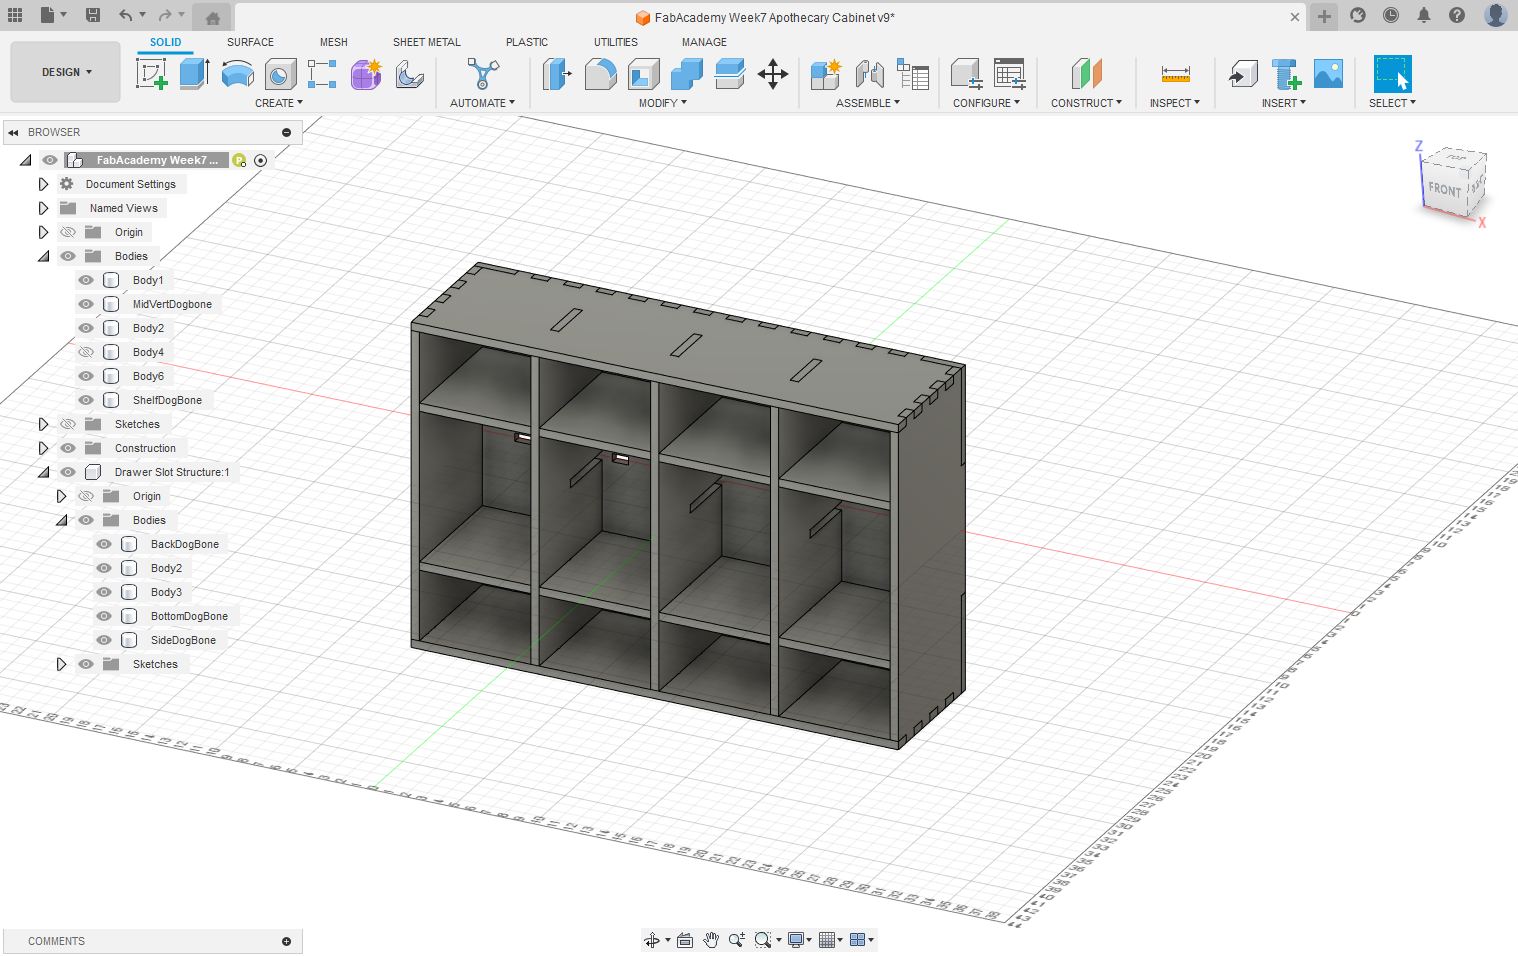 FabAcademy Week7 Apothecary Cabinet v9*
DESIGN
SOLID SURFACE MESH SHEET METAL PLASTIC UTILITIES MANAGE
CREATE AUTOMATE MODIFY ASSEMBLE CONFIGURE CONSTRUCT INSPECT INSERT SELECT
BROWSER
FabAcademy Week7 ...
P
Document Settings
Named Views
Origin
Bodies
Body1
MidVertDogbone
Body2
Body4
Body6
ShelfDogBone
Sketches
Construction
Drawer Slot Structure:1
Origin
Bodies
BackDogBone
Body2
Body3
BottomDogBone
SideDogBone
Sketches
Z
TOP
FRONT
X
COMMENTS